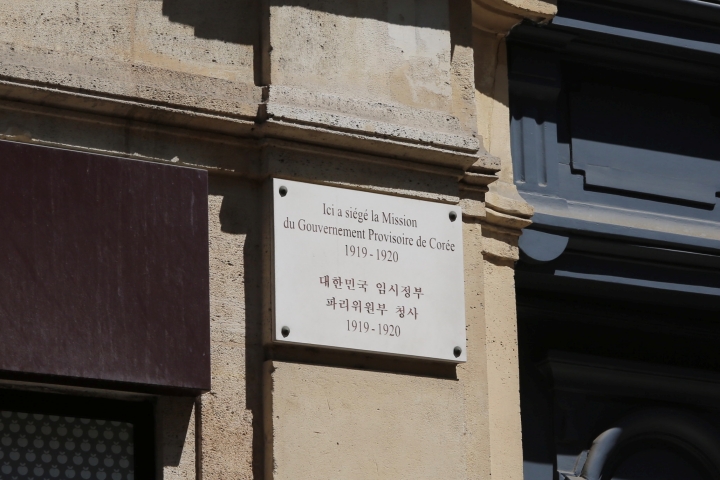 Ici a siégé la Mission
du Gouvernement Provisoire de Corée
1919 - 1920
대한민국 임시정부
파리위원부 청사
1919 - 1920